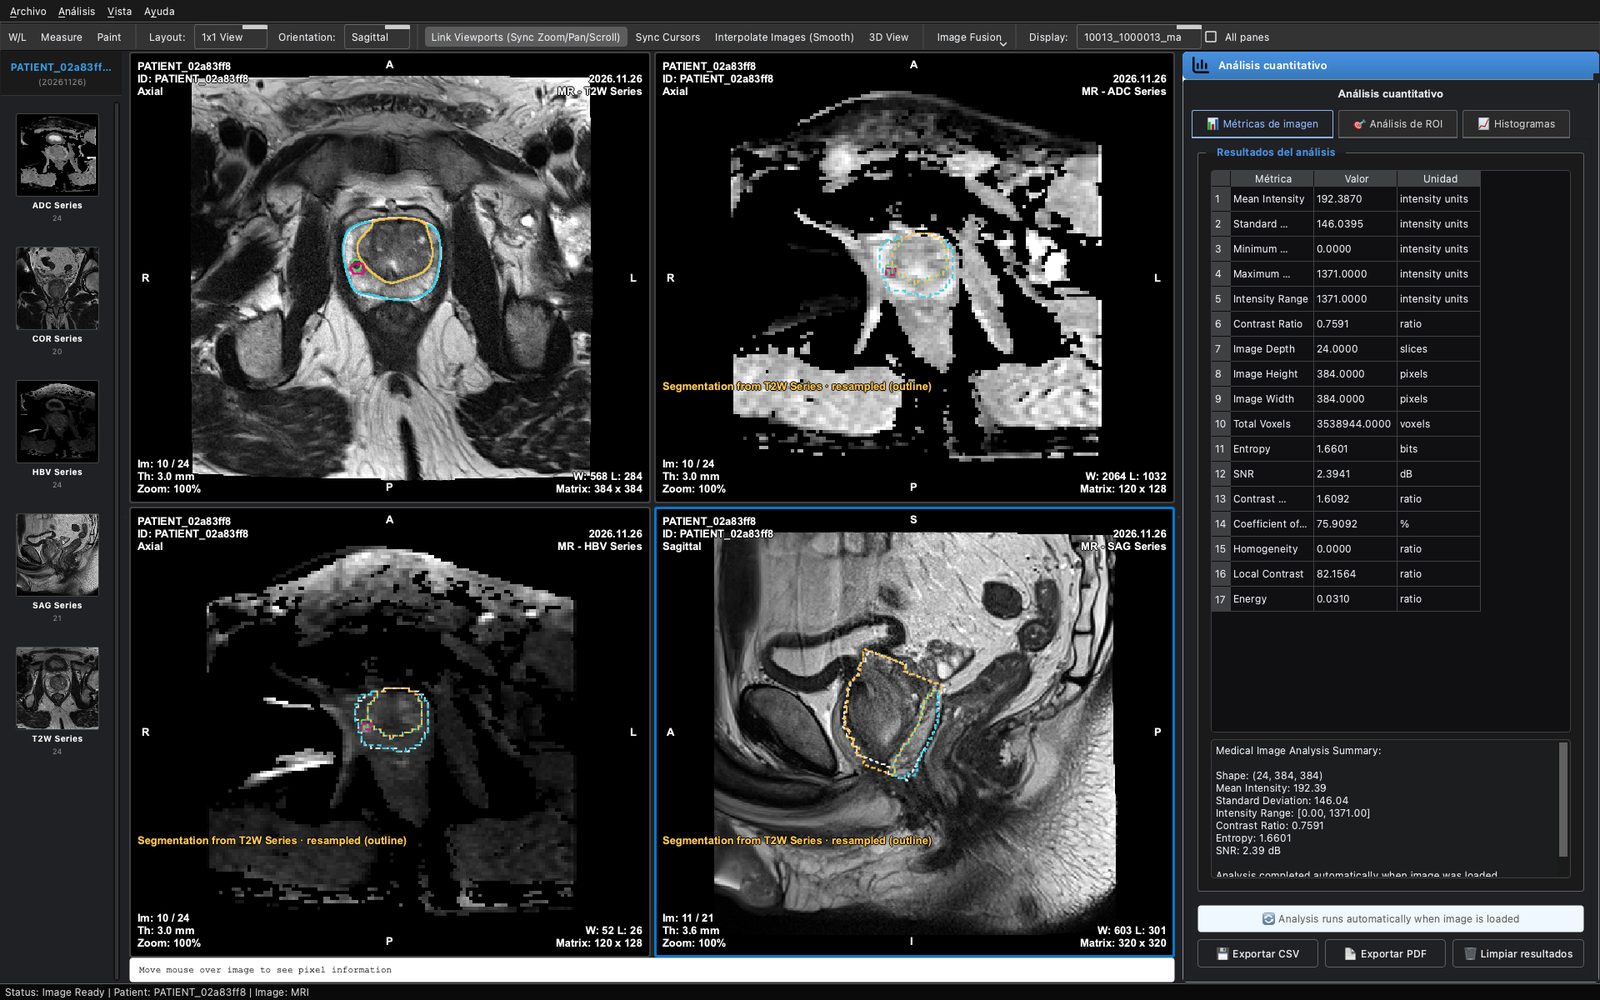 Archivo Análisis Vista Ayuda
W/L Measure Paint Layout: 1x1 View Orientation: Sagittal Link Viewports (Sync Zoom/Pan/Scroll) Sync Cursors Interpolate Images (Smooth) 3D View Image Fusion Display: 10013_1000013_ma All panes
PATIENT_02a83ff...
(20261126)
ADC Series
24
COR Series
20
HBV Series
24
SAG Series
21
T2W Series
24
PATIENT_02a83ff8
ID: PATIENT_02a83ff8
Axial
A
2026.11.26
MR - T2W Series
R
L
Im: 10 / 24
Th: 3.0 mm
Zoom: 100%
P
W: 568 L: 284
Matrix: 384 x 384
PATIENT_02a83ff8
ID: PATIENT_02a83ff8
Axial
A
2026.11.26
MR - ADC Series
R
L
Segmentation from T2W Series · resampled (outline)
Im: 10 / 24
Th: 3.0 mm
Zoom: 100%
P
W: 2064 L: 1032
Matrix: 120 x 128
PATIENT_02a83ff8
ID: PATIENT_02a83ff8
Axial
A
2026.11.26
MR - HBV Series
R
L
Segmentation from T2W Series · resampled (outline)
Im: 10 / 24
Th: 3.0 mm
Zoom: 100%
P
W: 52 L: 26
Matrix: 120 x 128
PATIENT_02a83ff8
ID: PATIENT_02a83ff8
Sagittal
S
2026.11.26
MR - SAG Series
A
P
Segmentation from T2W Series · resampled (outline)
Im: 11 / 21
Th: 3.6 mm
Zoom: 100%
I
W: 603 L: 301
Matrix: 320 x 320
Move mouse over image to see pixel information
Análisis cuantitativo
Análisis cuantitativo
Métricas de imagen Análisis de ROI Histogramas
Resultados del análisis
Métrica Valor Unidad
1 Mean Intensity 192.3870 intensity units
2 Standard ... 146.0395 intensity units
3 Minimum ... 0.0000 intensity units
4 Maximum ... 1371.0000 intensity units
5 Intensity Range 1371.0000 intensity units
6 Contrast Ratio 0.7591 ratio
7 Image Depth 24.0000 slices
8 Image Height 384.0000 pixels
9 Image Width 384.0000 pixels
10 Total Voxels 3538944.0000 voxels
11 Entropy 1.6601 bits
12 SNR 2.3941 dB
13 Contrast ... 1.6092 ratio
14 Coefficient of... 75.9092 %
15 Homogeneity 0.0000 ratio
16 Local Contrast 82.1564 ratio
17 Energy 0.0310 ratio
Medical Image Analysis Summary:
Shape: (24, 384, 384)
Mean Intensity: 192.39
Standard Deviation: 146.04
Intensity Range: [0.00, 1371.00]
Contrast Ratio: 0.7591
Entropy: 1.6601
SNR: 2.39 dB
Analysis completed automatically when image was loaded
Analysis runs automatically when image is loaded
Exportar CSV Exportar PDF Limpiar resultados
Status: Image Ready | Patient: PATIENT_02a83ff8 | Image: MRI